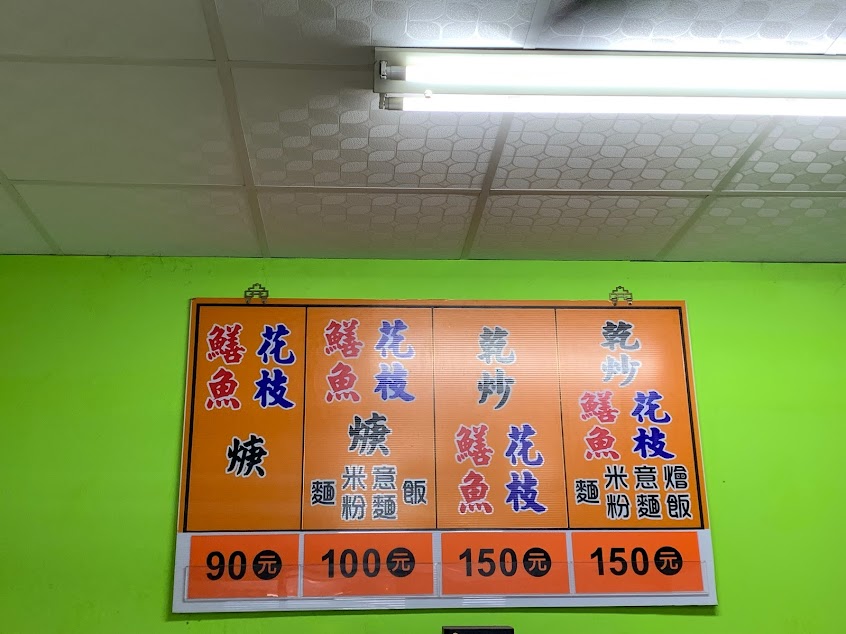 鱔魚
花枝
焿
90元
鱔魚
花枝
焿
麵
米粉
意麵
飯
100元
乾炒
鱔魚
花枝
150元
乾炒
鱔魚
花枝
麵
米粉
意麵
燴飯
150元